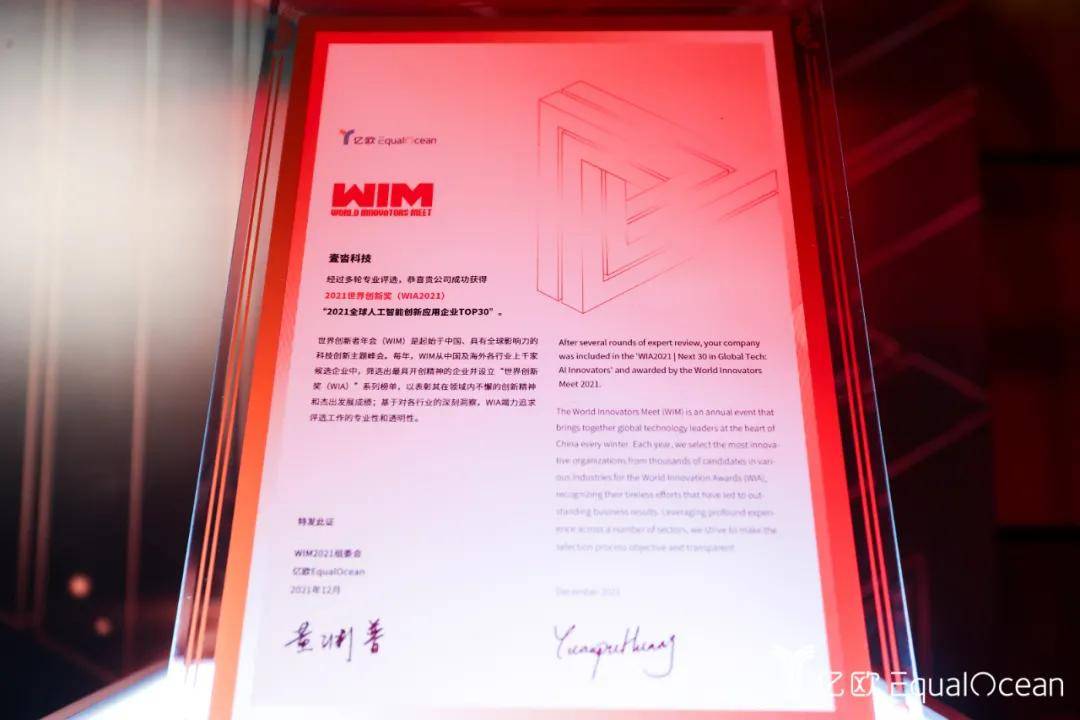 亿欧 EqualOcean
WIM
WORLD INNOVATORS MEET
壹沓科技
经过多轮专业评选,恭喜贵公司成功获得
2021世界创新奖(WIA2021)
“2021全球人工智能创新应用企业TOP30”。
世界创新者年会(WIM)是起始于中国、具有全球影响力的
科技创新主题峰会。每年,WIM从中国及海外各行业上千家
候选企业中,筛选出最具开创精神的企业并设立“世界创新
奖(WIA)”系列榜单,以表彰其在领域内不懈的创新精神
和杰出发展成绩;基于对各行业的深刻洞察,WIA竭力追求
评选工作的专业性和透明性。
特发此证
WIM2021组委会
亿欧EqualOcean
2021年12月
After several rounds of expert review, your company
was included in the 'WIA2021 | Next 30 in Global Tech:
AI Innovators' and awarded by the World Innovators
Meet 2021.
The World Innovators Meet (WIM) is an annual event that
brings together global technology leaders at the heart of
China every winter. Each year, we select the most innova-
tive organizations from thousands of candidates in vari-
ous industries for the World Innovation Awards (WIA),
recognizing their tireless efforts that have led to out-
standing business results. Leveraging profound experi-
ence across a number of sectors, we strive to make the
selection process objective and transparent
December 2021
亿欧 EqualOcean